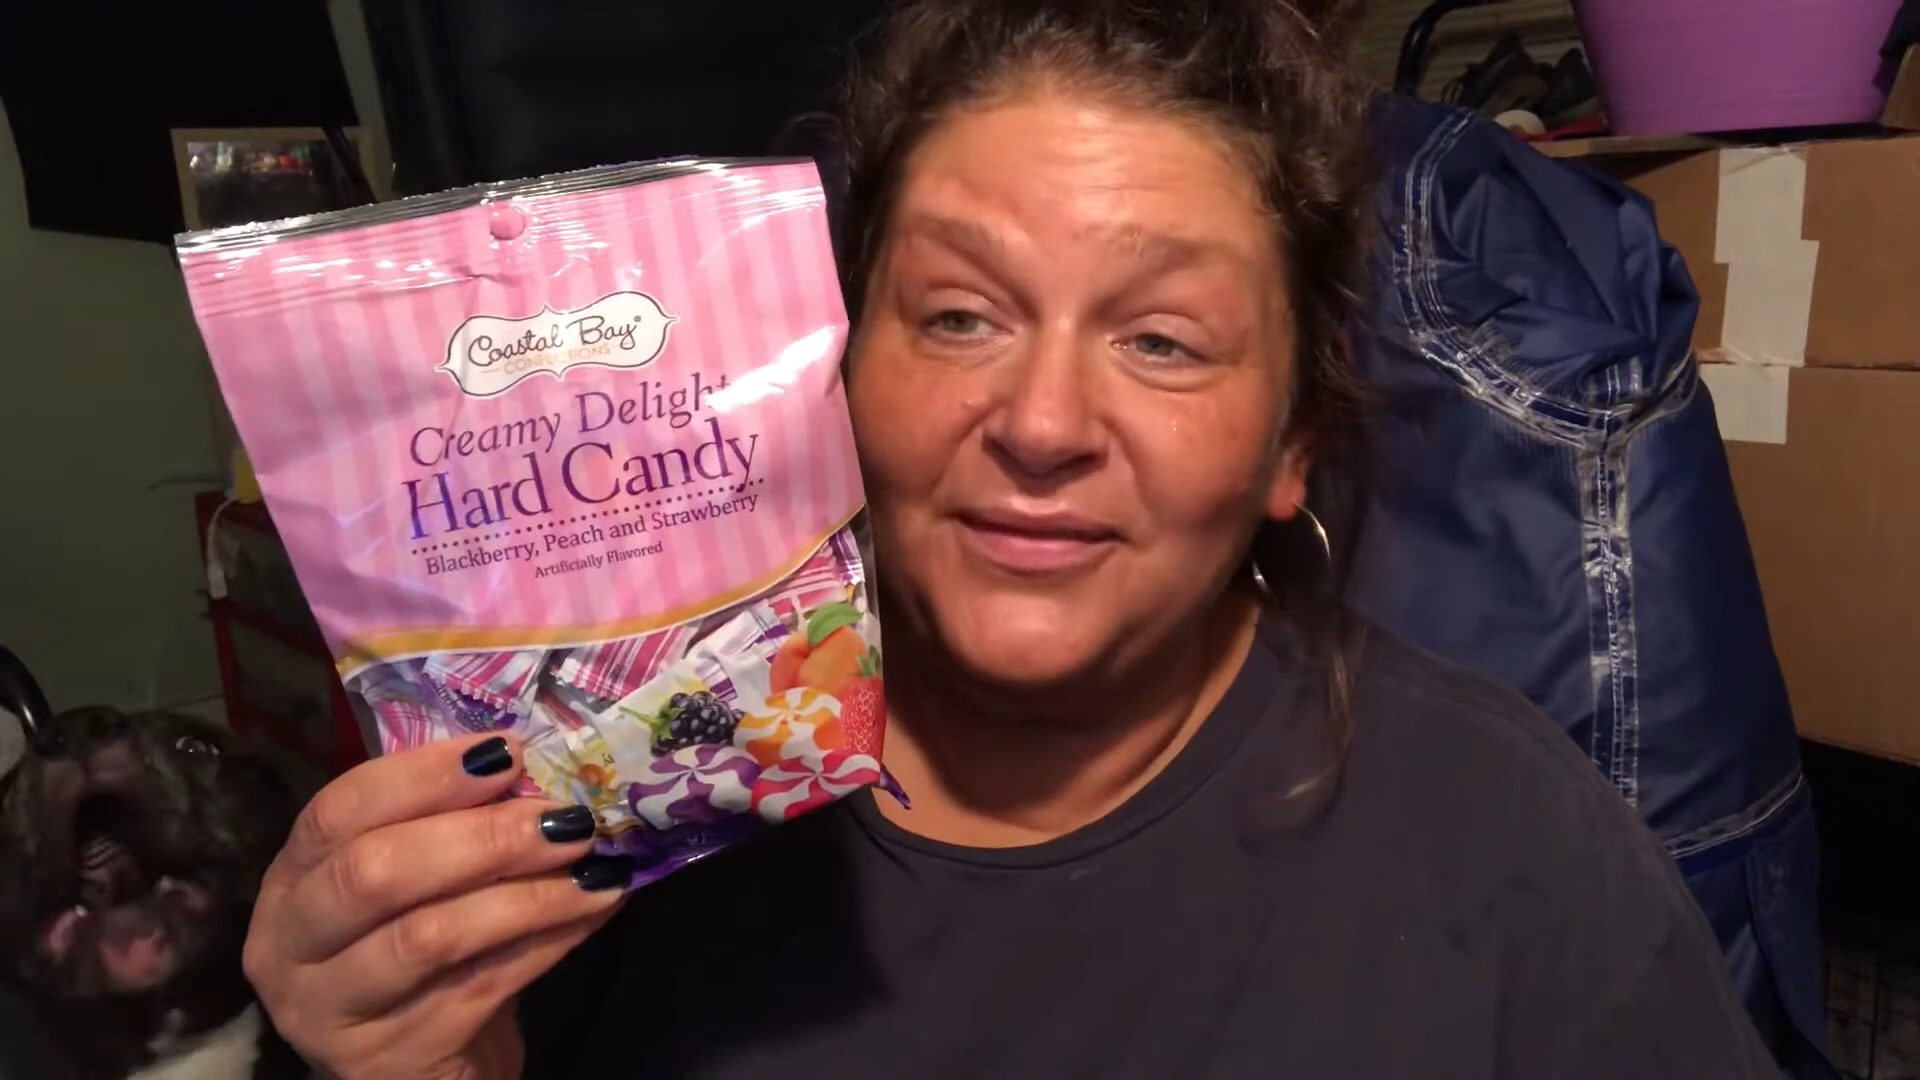 Coastal Bay®
CONFECTIONS
Creamy Delight
Hard Candy
Blackberry, Peach and Strawberry
Artificially Flavored